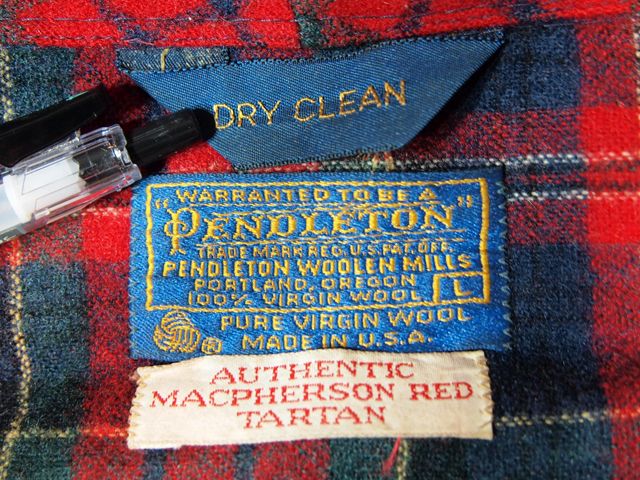 DRY CLEAN
WARRANTED TO BE A
"PENDLETON"
TRADE MARK REG. U.S. PAT. OFF.
PENDLETON WOOLEN MILLS
PORTLAND, OREGON
100% VIRGIN WOOL L
PURE VIRGIN WOOL
MADE IN U.S.A.
AUTHENTIC
MACPHERSON RED
TARTAN